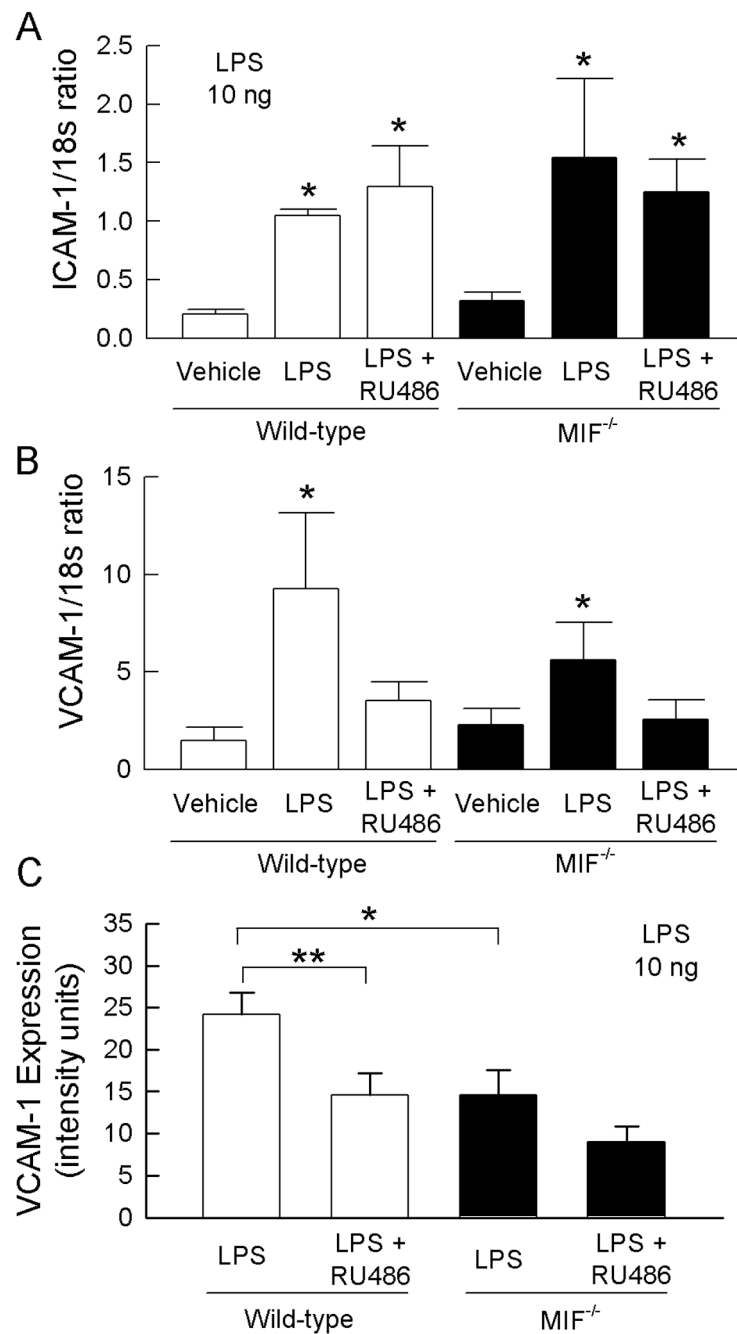 A
ICAM-1/18s ratio
2.5
2.0
1.5
1.0
0.5
0.0
LPS
10 ng
*
*
*
*
Vehicle
LPS
LPS +
RU486
Vehicle
LPS
LPS +
RU486
Wild-type
MIF-/-
B
VCAM-1/18s ratio
15
10
5
0
*
*
Vehicle
LPS
LPS +
RU486
Vehicle
LPS
LPS +
RU486
Wild-type
MIF-/-
C
VCAM-1 Expression
(intensity units)
35
30
25
20
15
10
5
0
*
**
LPS
10 ng
LPS
LPS +
RU486
LPS
LPS +
RU486
Wild-type
MIF-/-